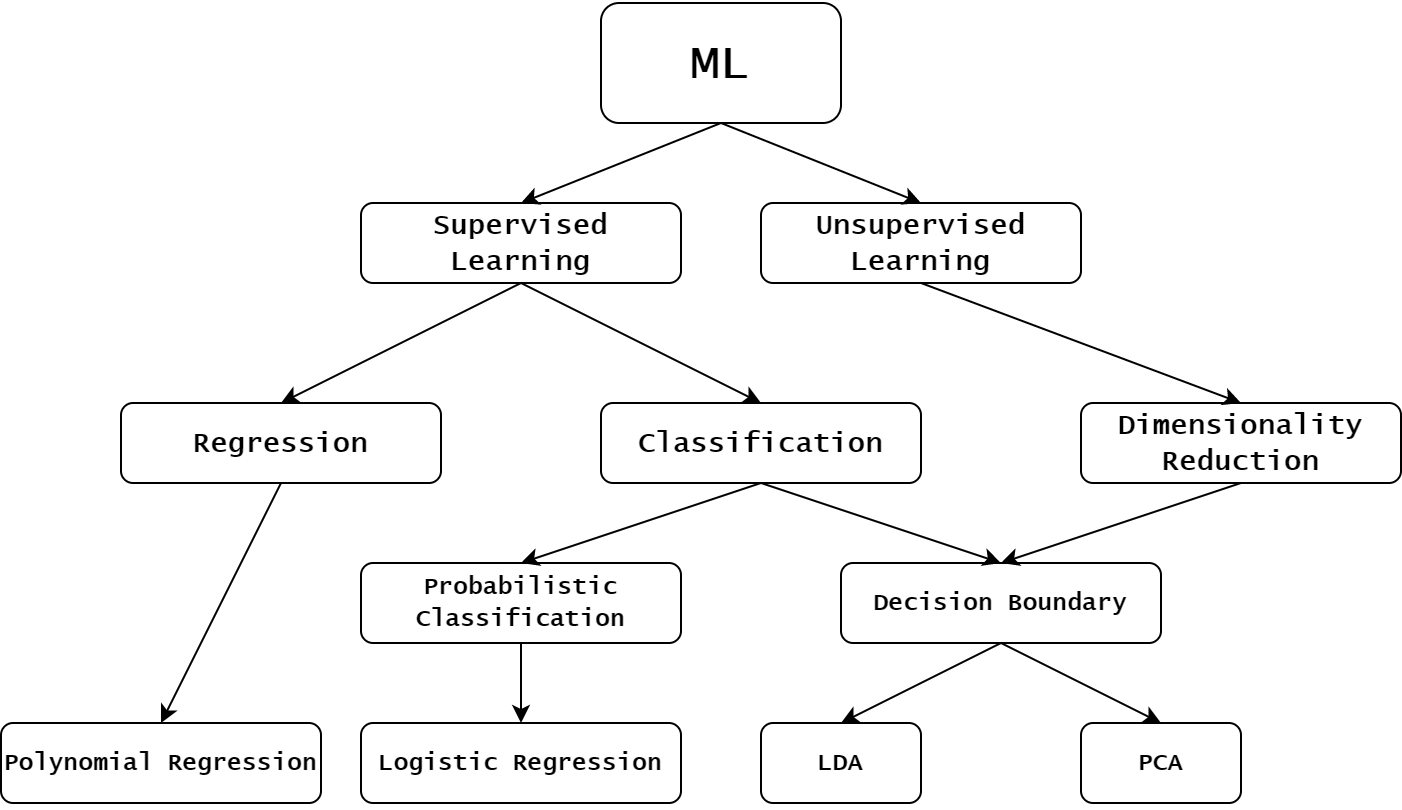 ML
Supervised
Learning
Unsupervised
Learning
Regression
Classification
Dimensionality
Reduction
Probabilistic
Classification
Decision Boundary
Polynomial Regression
Logistic Regression
LDA
PCA